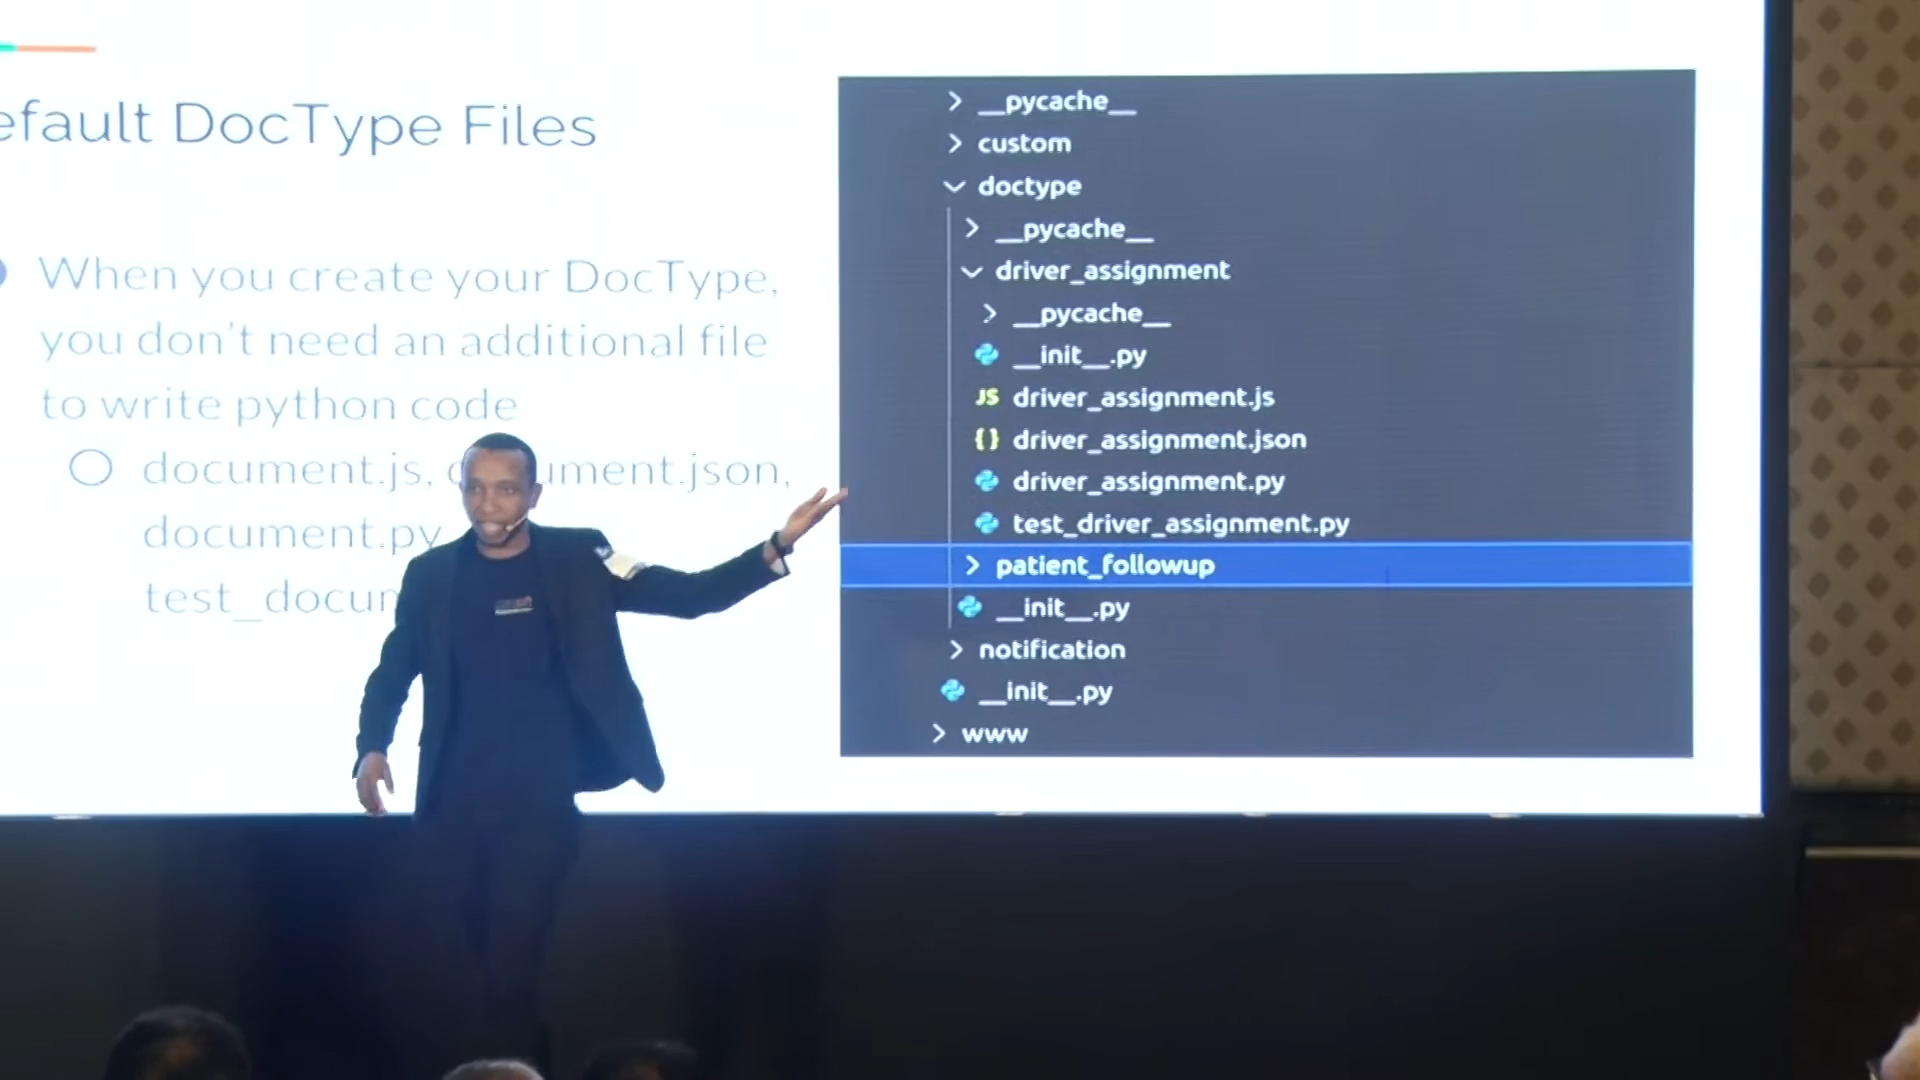 efault DocType Files
When you create your DocType,
you don't need an additional file
to write python code
document.js, ument.json,
document.py
test_docum
__pycache__
custom
doctype
__pycache__
driver_assignment
__pycache__
__init__.py
JS driver_assignment.js
{} driver_assignment.json
driver_assignment.py
test_driver_assignment.py
patient_followup
__init__.py
notification
__init__.py
www